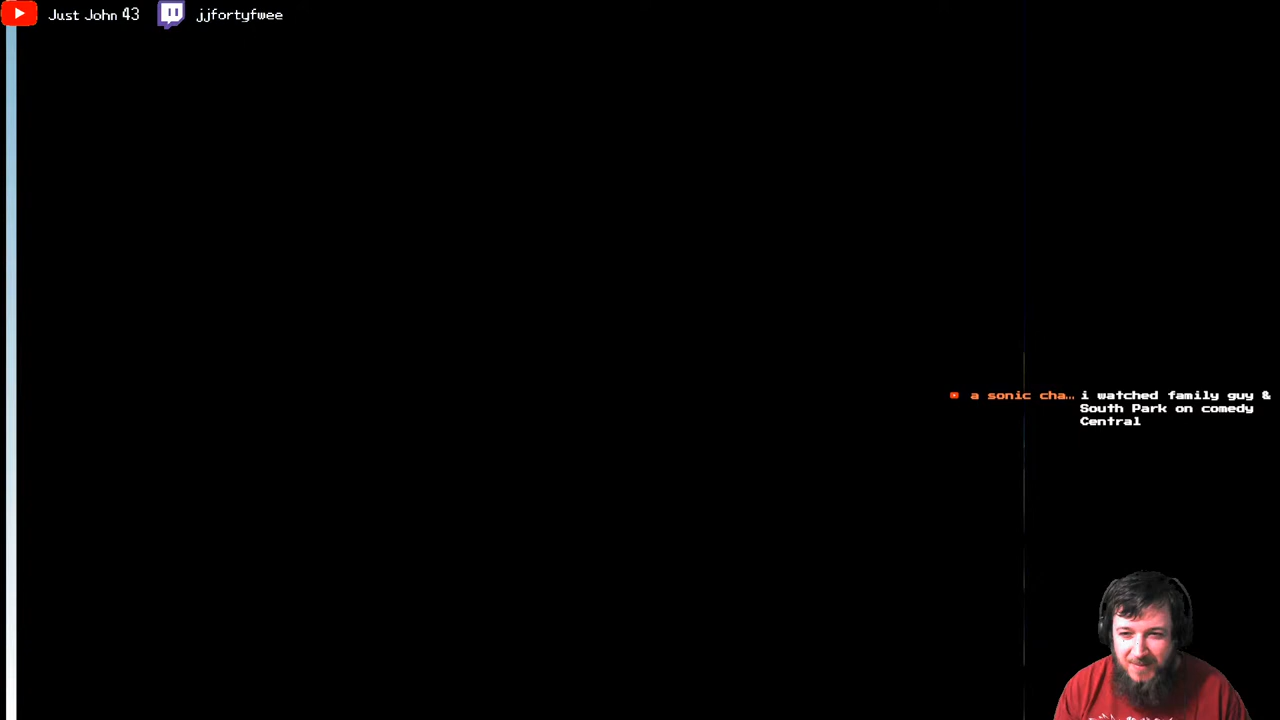 Just John 43 jjfortyfwee
a sonic cha… i watched family guy &
South Park on comedy
Central